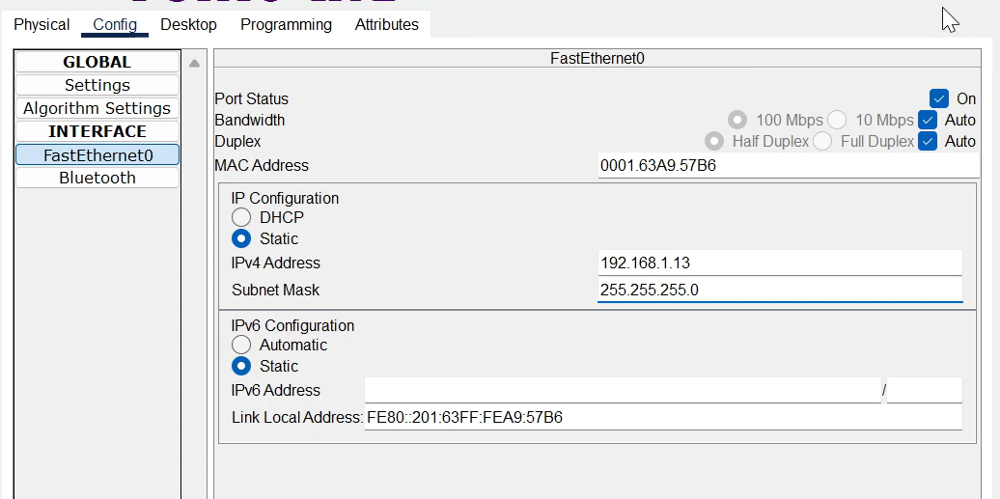 Physical Config Desktop Programming Attributes
GLOBAL
Settings
Algorithm Settings
INTERFACE
FastEthernet0
Bluetooth
FastEthernet0
Port Status On
Bandwidth 100 Mbps 10 Mbps Auto
Duplex Half Duplex Full Duplex Auto
MAC Address 0001.63A9.57B6
IP Configuration
DHCP
Static
IPv4 Address 192.168.1.13
Subnet Mask 255.255.255.0
IPv6 Configuration
Automatic
Static
IPv6 Address /
Link Local Address: FE80::201:63FF:FEA9:57B6